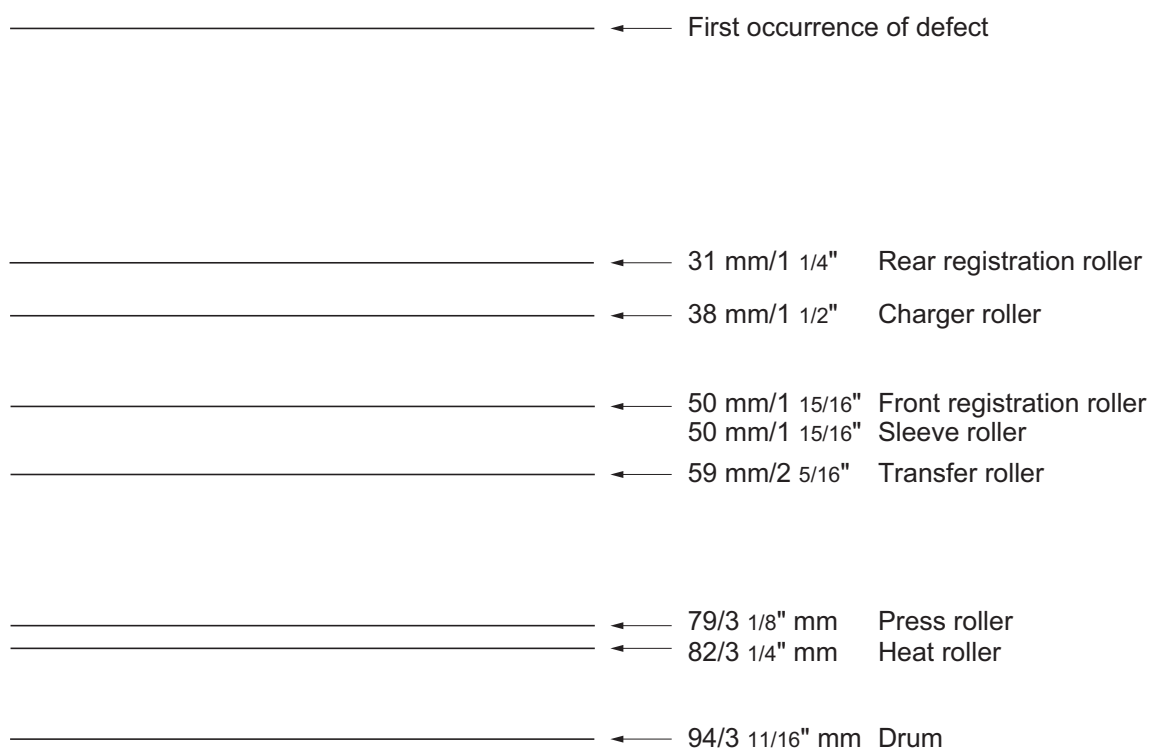 First occurrence of defect
31 mm/1 1/4" Rear registration roller
38 mm/1 1/2" Charger roller
50 mm/1 15/16" Front registration roller
50 mm/1 15/16" Sleeve roller
59 mm/2 5/16" Transfer roller
79/3 1/8" mm Press roller
82/3 1/4" mm Heat roller
94/3 11/16" mm Drum